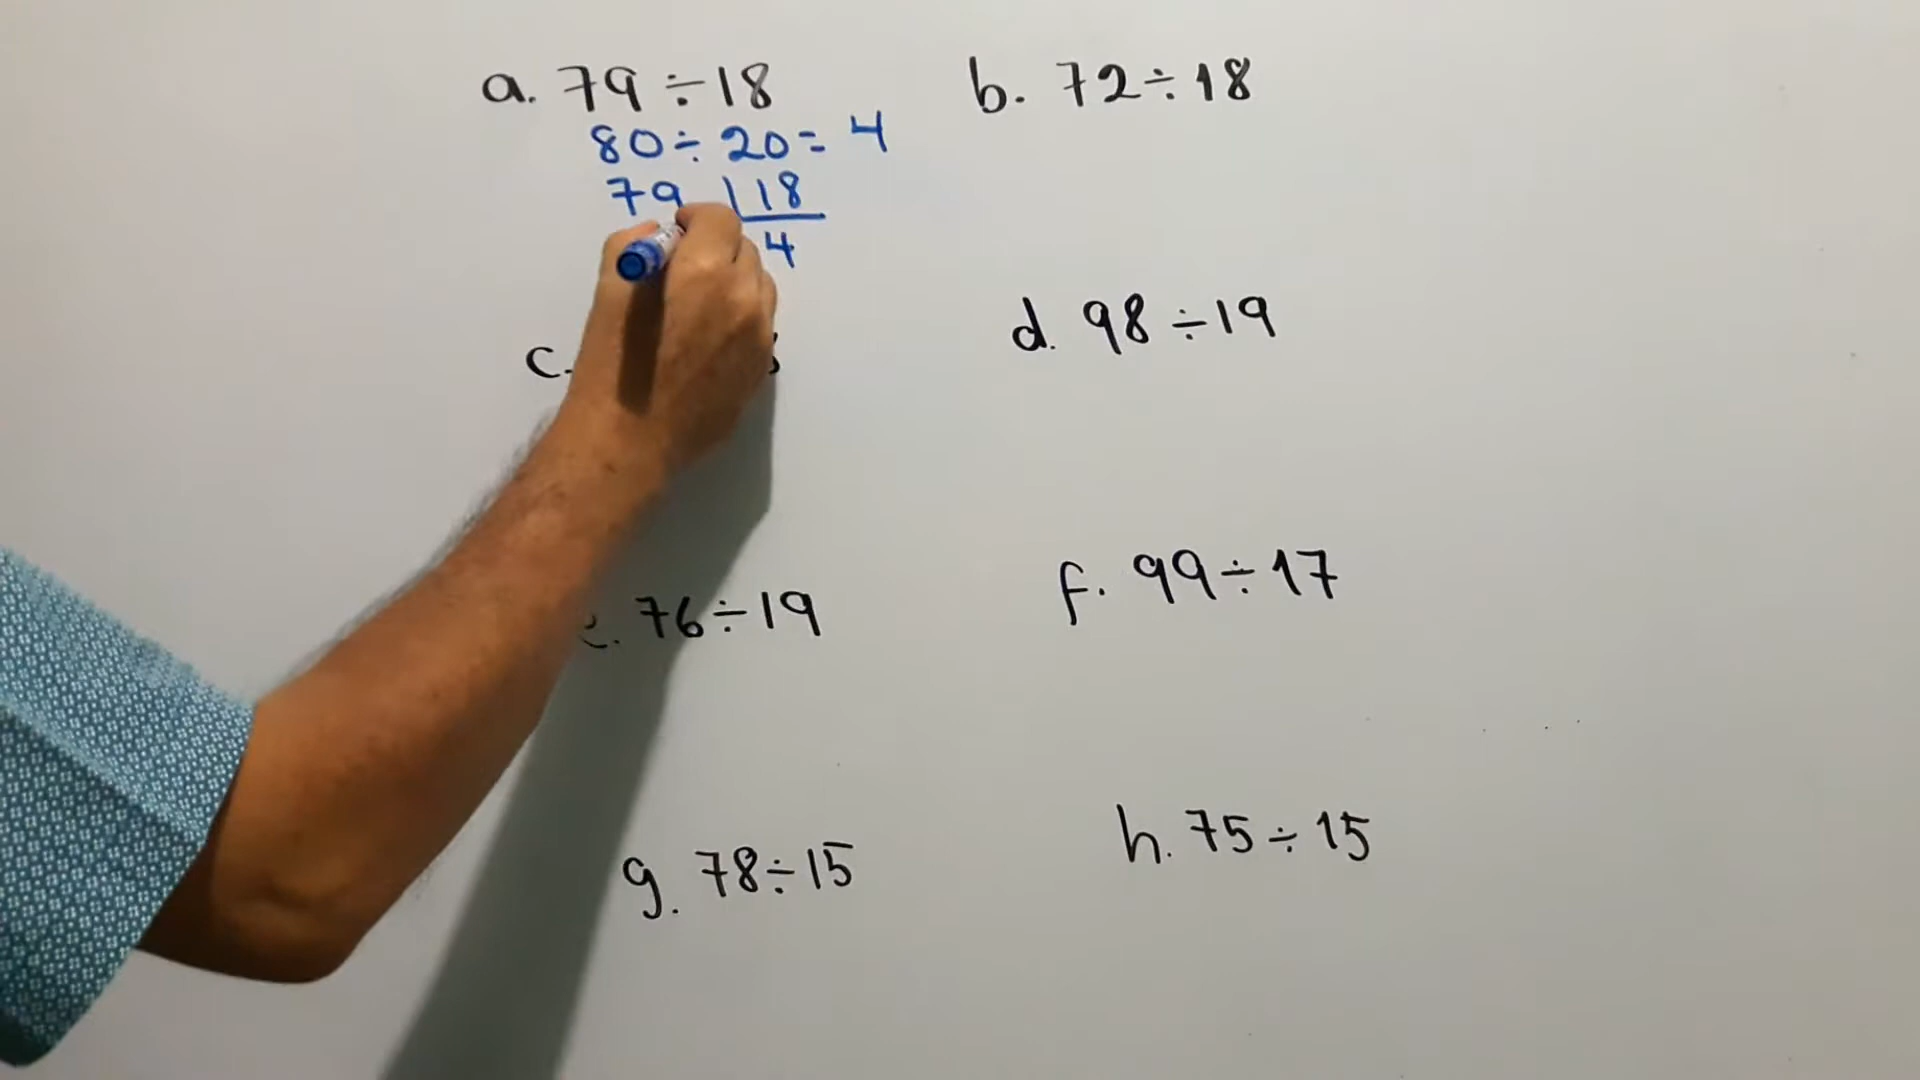 a. 79 ÷ 18
80 ÷ 20 = 4
79 18
4
b. 72 ÷ 18
c.
d. 98 ÷ 19
e. 76 ÷ 19
f. 99 ÷ 17
g. 78 ÷ 15
h. 75 ÷ 15